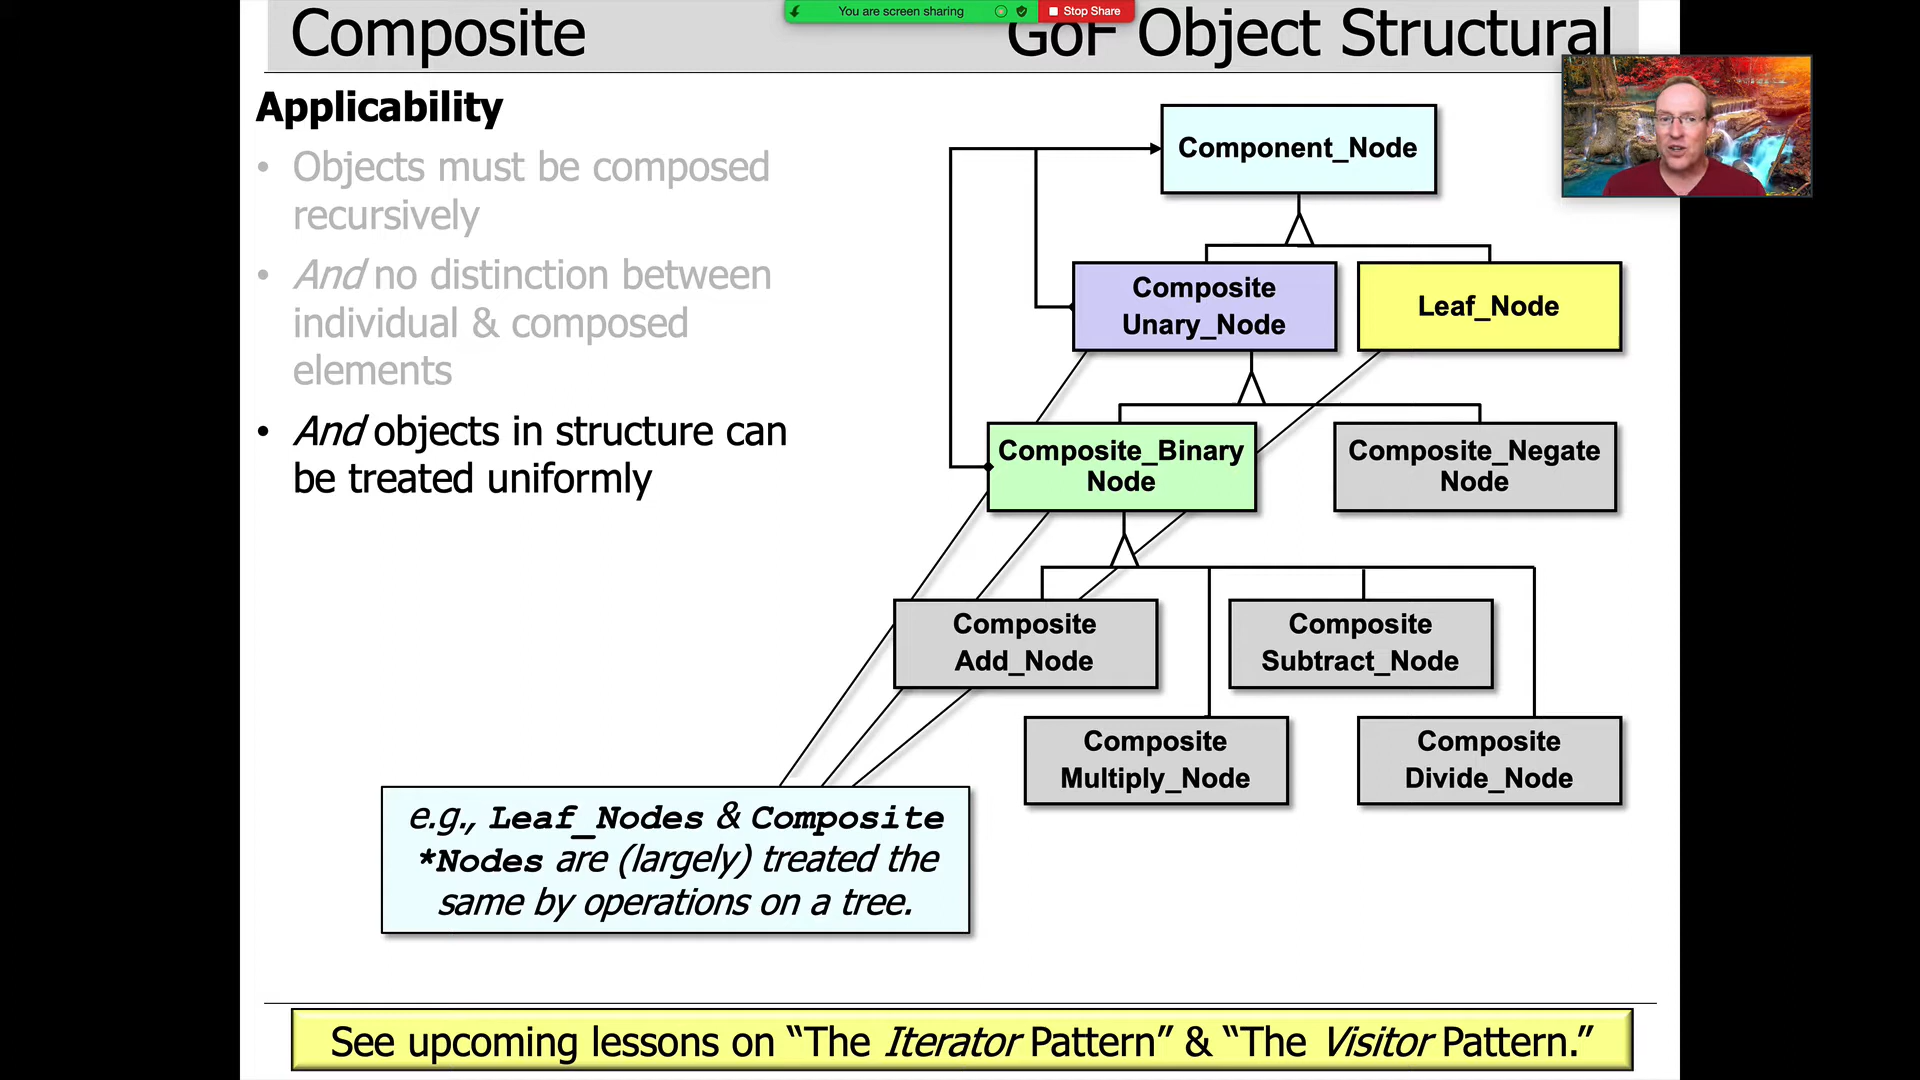 You are screen sharing
Stop Share
Composite
GoF Object Structural
Applicability
• Objects must be composed
recursively
• And no distinction between
individual & composed
elements
• And objects in structure can
be treated uniformly
Component_Node
Composite
Unary_Node
Leaf_Node
Composite_Binary
Node
Composite_Negate
Node
Composite
Add_Node
Composite
Subtract_Node
Composite
Multiply_Node
Composite
Divide_Node
e.g., Leaf_Nodes & Composite
*Nodes are (largely) treated the
same by operations on a tree.
See upcoming lessons on “The Iterator Pattern” & “The Visitor Pattern.”